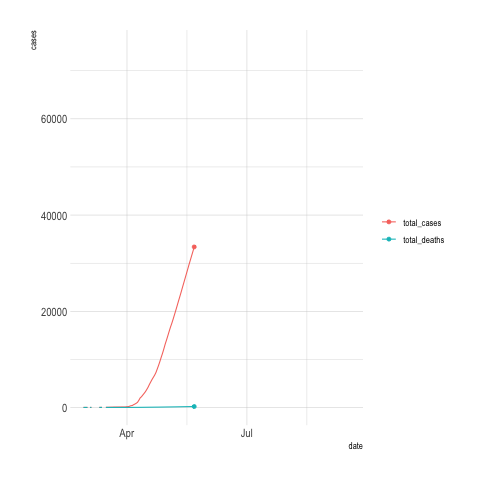 cases
60000
40000
20000
0
Apr
Jul
date
total_cases
total_deaths